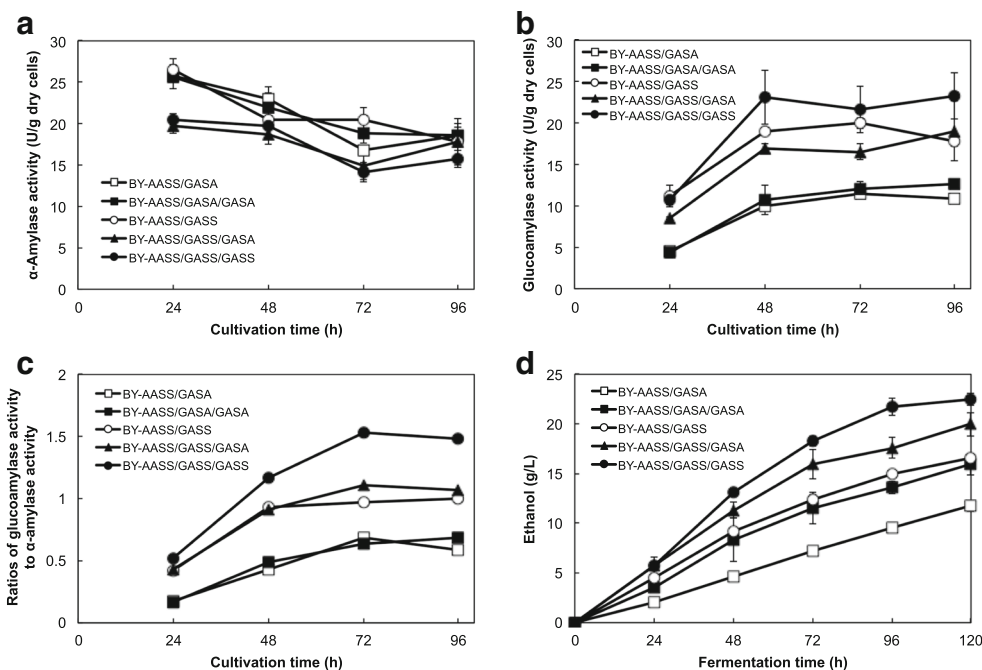 a
α-Amylase activity (U/g dry cells)
30
25
20
15
10
5
0
BY-AASS/GASA
BY-AASS/GASA/GASA
BY-AASS/GASS
BY-AASS/GASS/GASA
BY-AASS/GASS/GASS
0 24 48 72 96
Cultivation time (h)
b
Glucoamylase activity (U/g dry cells)
30
25
20
15
10
5
0
BY-AASS/GASA
BY-AASS/GASA/GASA
BY-AASS/GASS
BY-AASS/GASS/GASA
BY-AASS/GASS/GASS
0 24 48 72 96
Cultivation time (h)
c
Ratios of glucoamylase activity
to α-amylase activity
2
1.5
1
0.5
0
BY-AASS/GASA
BY-AASS/GASA/GASA
BY-AASS/GASS
BY-AASS/GASS/GASA
BY-AASS/GASS/GASS
0 24 48 72 96
Cultivation time (h)
d
Ethanol (g/L)
25
20
15
10
5
0
BY-AASS/GASA
BY-AASS/GASA/GASA
BY-AASS/GASS
BY-AASS/GASS/GASA
BY-AASS/GASS/GASS
0 24 48 72 96 120
Fermentation time (h)